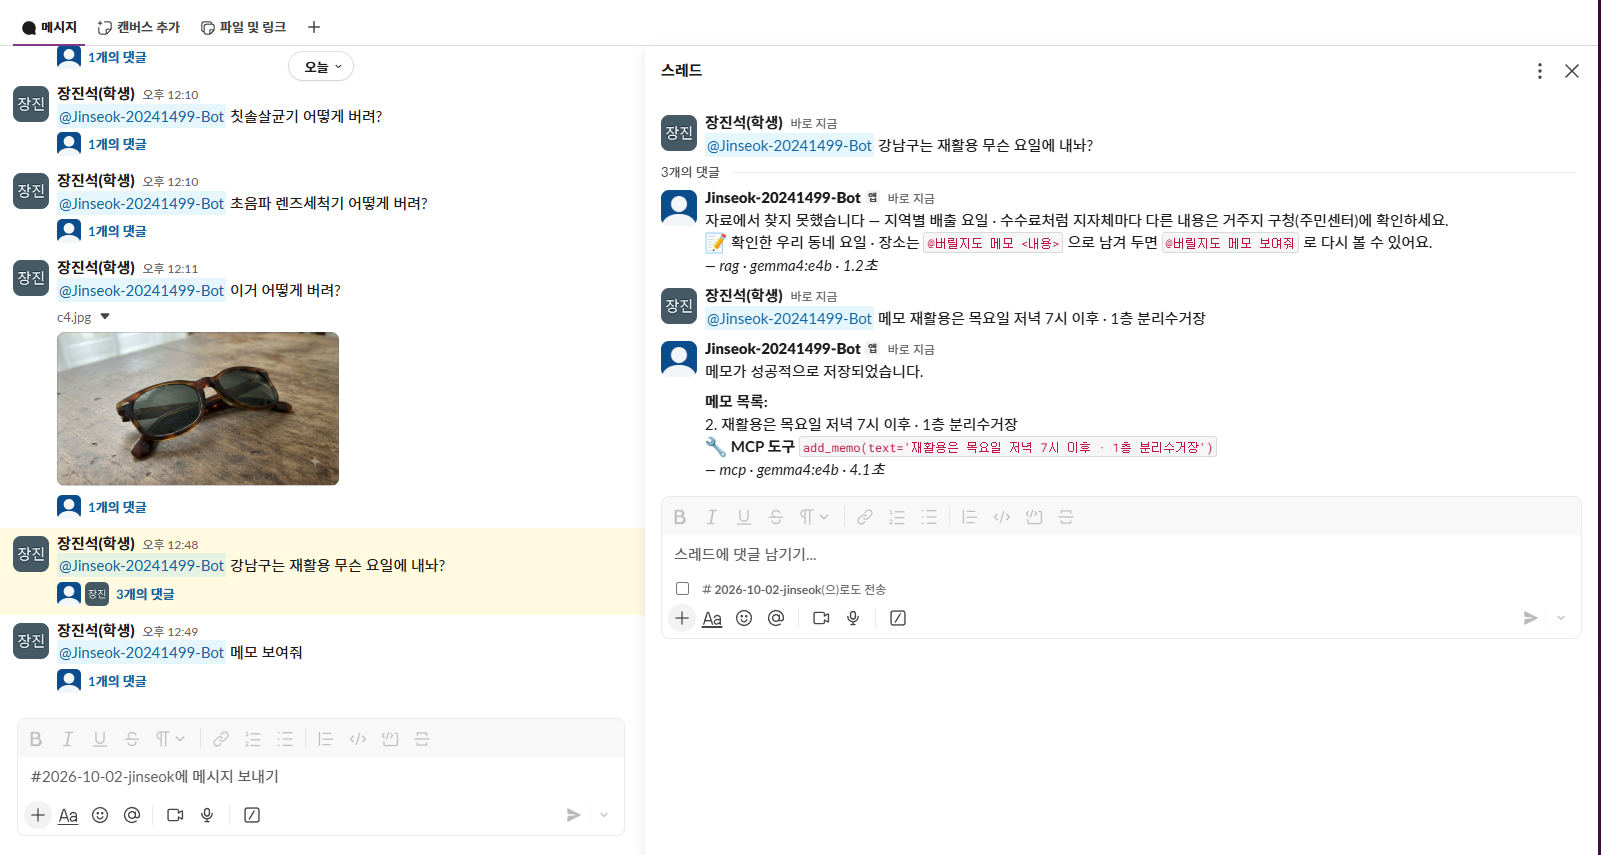 메시지
캔버스 추가
파일 및 링크
1개의 댓글
오늘
장진
장진석(학생) 오후 12:10
@Jinseok-20241499-Bot 칫솔살균기 어떻게 버려?
1개의 댓글
장진
장진석(학생) 오후 12:10
@Jinseok-20241499-Bot 초음파 렌즈세척기 어떻게 버려?
1개의 댓글
장진
장진석(학생) 오후 12:11
@Jinseok-20241499-Bot 이거 어떻게 버려?
c4.jpg
1개의 댓글
장진
장진석(학생) 오후 12:48
@Jinseok-20241499-Bot 강남구는 재활용 무슨 요일에 내놔?
장진 3개의 댓글
장진
장진석(학생) 오후 12:49
@Jinseok-20241499-Bot 메모 보여줘
1개의 댓글
#2026-10-02-jinseok에 메시지 보내기
Aa
스레드
장진
장진석(학생) 바로 지금
@Jinseok-20241499-Bot 강남구는 재활용 무슨 요일에 내놔?
3개의 댓글
Jinseok-20241499-Bot 앱 바로 지금
자료에서 찾지 못했습니다 — 지역별 배출 요일 · 수수료처럼 지자체마다 다른 내용은 거주지 구청(주민센터)에 확인하세요.
📝 확인한 우리 동네 요일 · 장소는 @버릴지도 메모 <내용> 으로 남겨 두면 @버릴지도 메모 보여줘 로 다시 볼 수 있어요.
— rag · gemma4:e4b · 1.2초
장진
장진석(학생) 바로 지금
@Jinseok-20241499-Bot 메모 재활용은 목요일 저녁 7시 이후 · 1층 분리수거장
Jinseok-20241499-Bot 앱 바로 지금
메모가 성공적으로 저장되었습니다.
메모 목록:
2. 재활용은 목요일 저녁 7시 이후 · 1층 분리수거장
🔧 MCP 도구 add_memo(text='재활용은 목요일 저녁 7시 이후 · 1층 분리수거장')
— mcp · gemma4:e4b · 4.1초
스레드에 댓글 남기기...
# 2026-10-02-jinseok(으)로도 전송
Aa